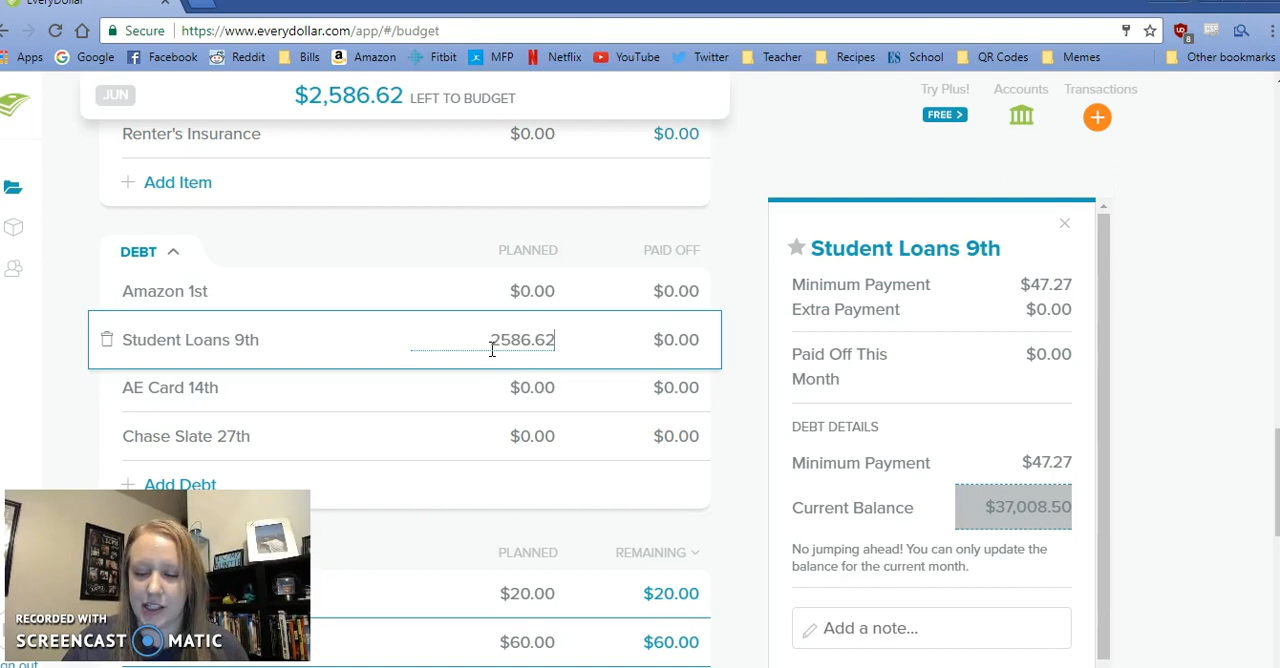 EveryDollar
Secure https://www.everydollar.com/app/#/budget
Apps Google Facebook Reddit Bills Amazon Fitbit MFP Netflix YouTube Twitter Teacher Recipes ES School QR Codes Memes Other bookmarks
JUN $2,586.62 LEFT TO BUDGET
Try Plus! Accounts Transactions
FREE >
Renter's Insurance $0.00 $0.00
+ Add Item
DEBT PLANNED PAID OFF
Amazon 1st $0.00 $0.00
Student Loans 9th 2586.62 $0.00
AE Card 14th $0.00 $0.00
Chase Slate 27th $0.00 $0.00
+ Add Debt
PLANNED REMAINING
$20.00 $20.00
$60.00 $60.00
Student Loans 9th
Minimum Payment $47.27
Extra Payment $0.00
Paid Off This $0.00
Month
DEBT DETAILS
Minimum Payment $47.27
Current Balance $37,008.50
No jumping ahead! You can only update the
balance for the current month.
Add a note...
RECORDED WITH
SCREENCAST MATIC